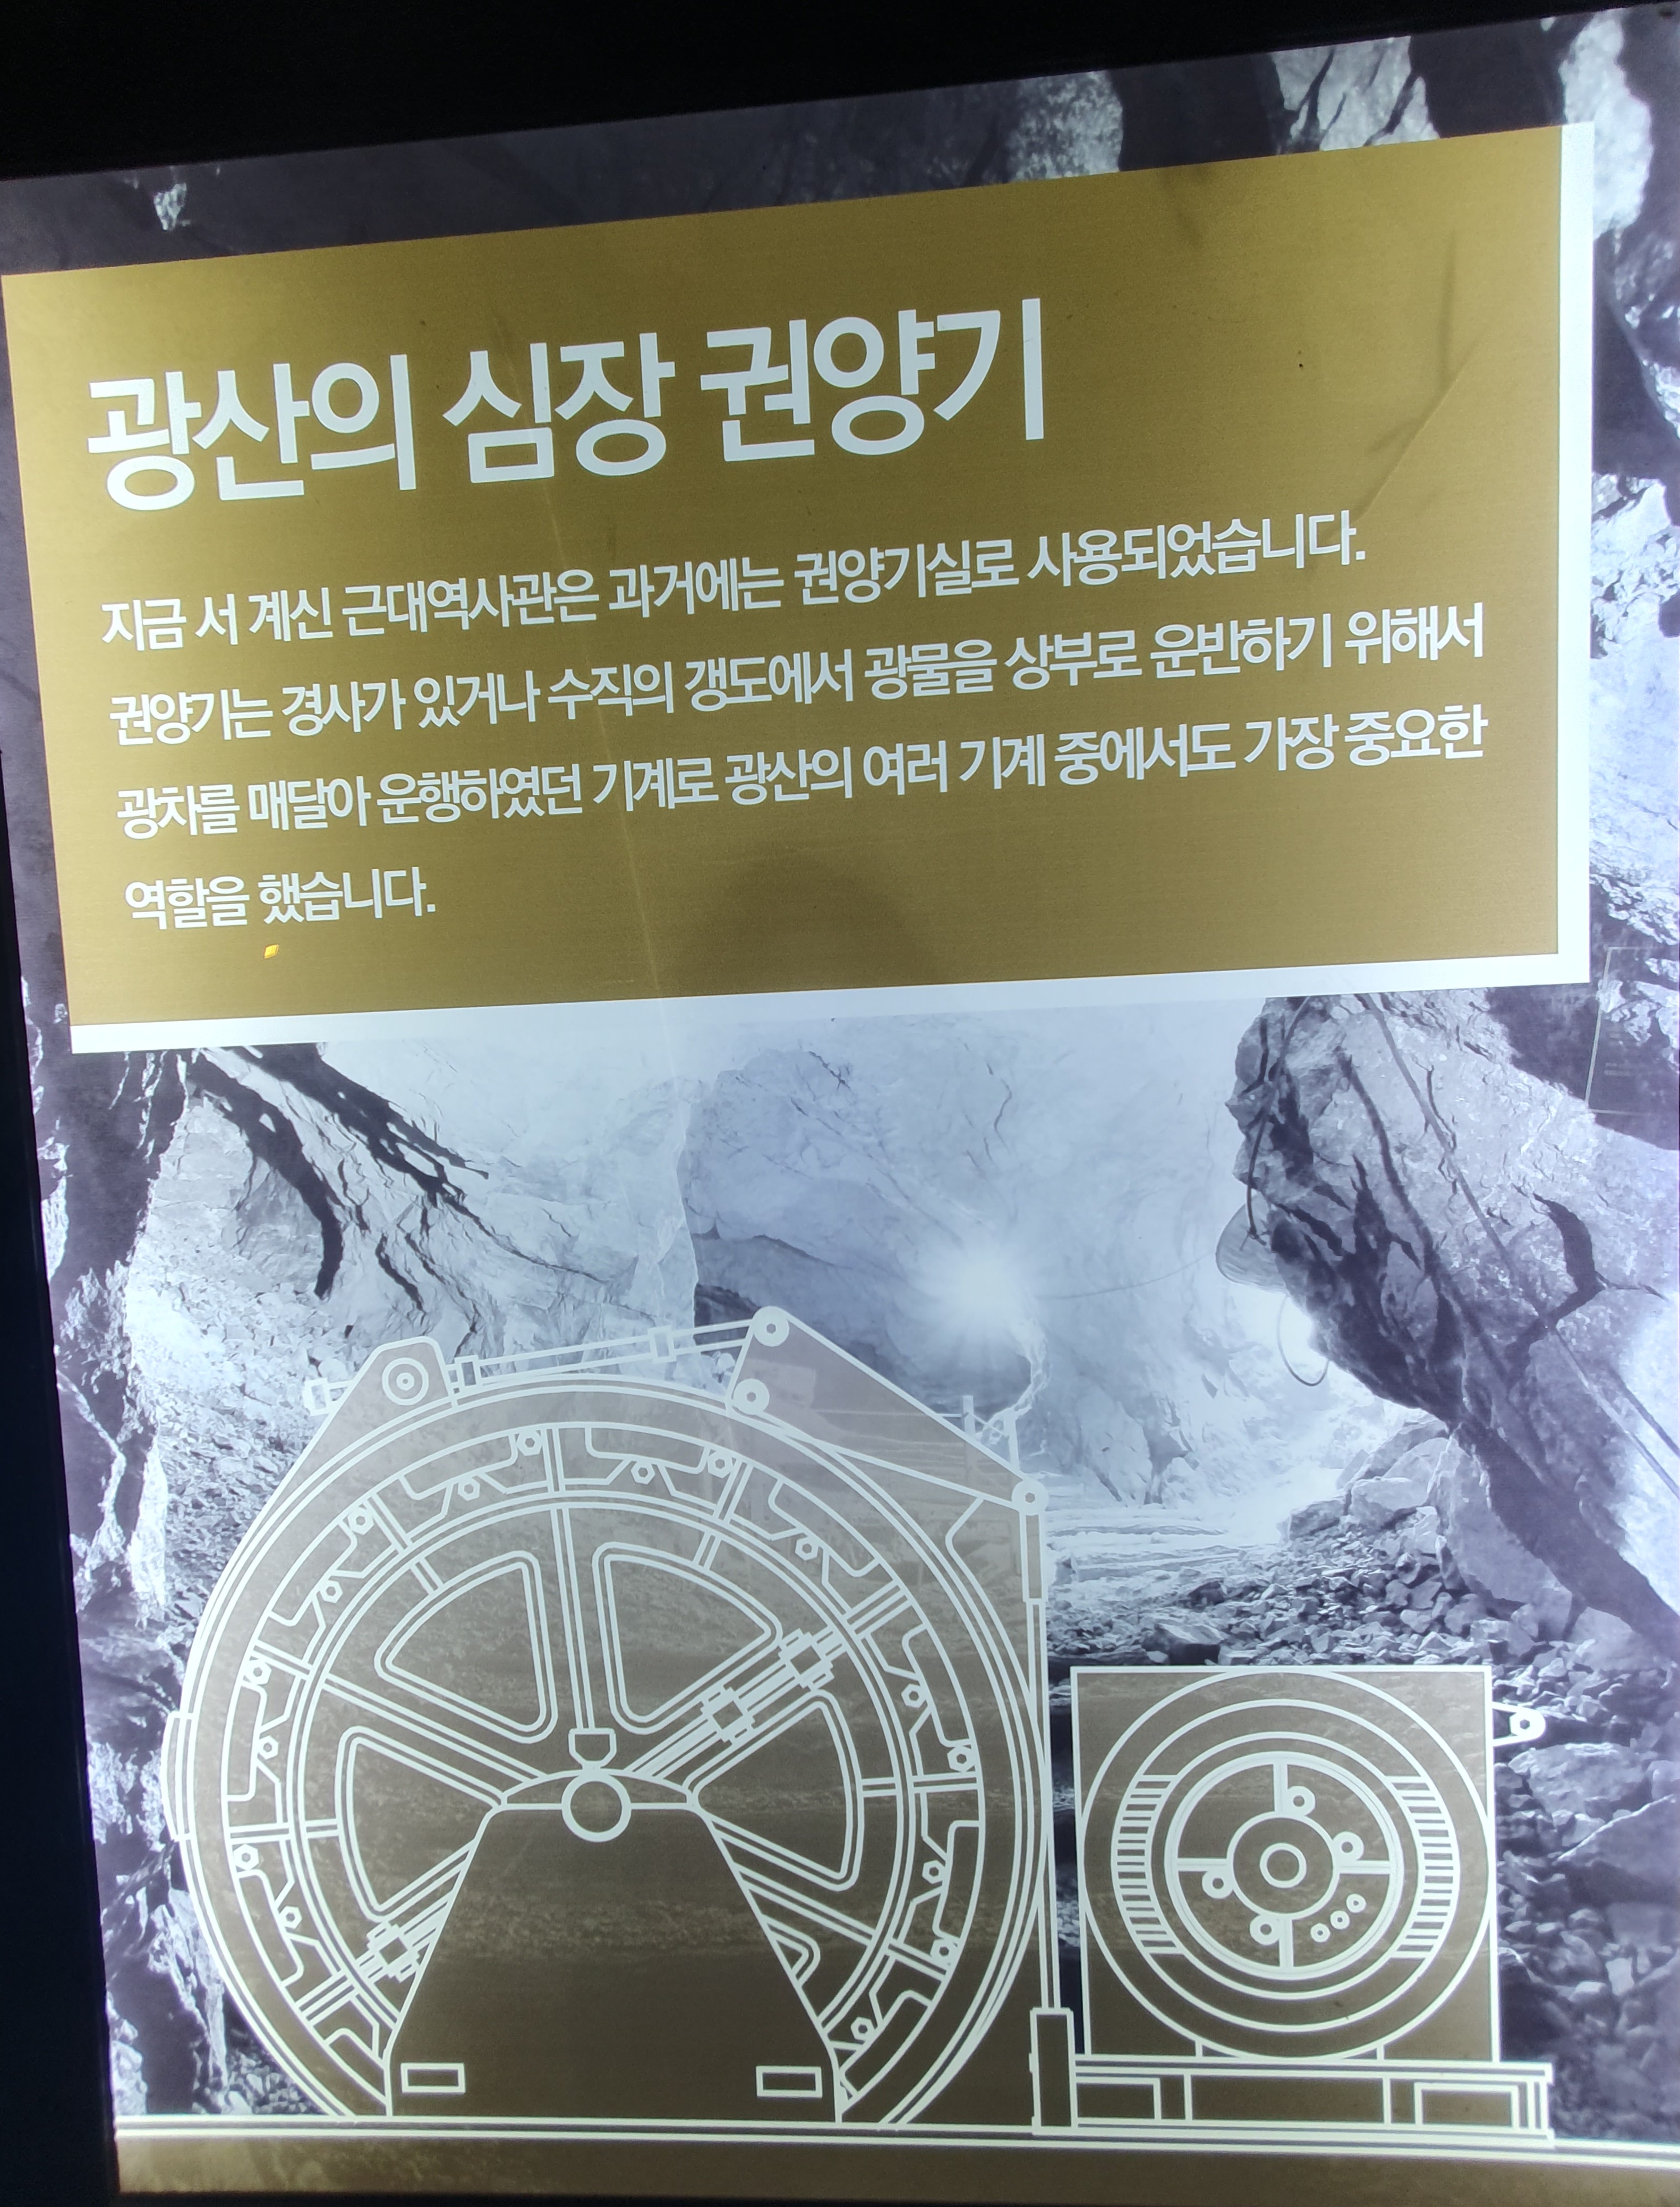 광산의 심장 권양기
지금 서 계신 근대역사관은 과거에는 권양기실로 사용되었습니다.
권양기는 경사가 있거나 수직의 갱도에서 광물을 상부로 운반하기 위해서
광차를 매달아 운행하였던 기계로 광산의 여러 기계 중에서도 가장 중요한
역할을 했습니다.